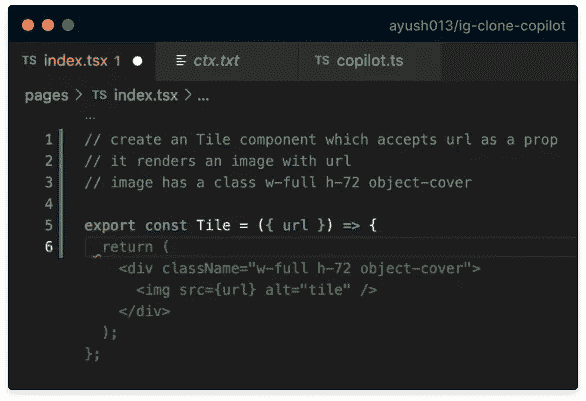 ayush013/ig-clone-copilot
TS index.tsx 1 ctx.txt TS copilot.ts
pages > TS index.tsx > ...
...
1 // create an Tile component which accepts url as a prop
2 // it renders an image with url
3 // image has a class w-full h-72 object-cover
4
5 export const Tile = ({ url }) => {
6 return (
<div className="w-full h-72 object-cover">
<img src={url} alt="tile" />
</div>
);
};